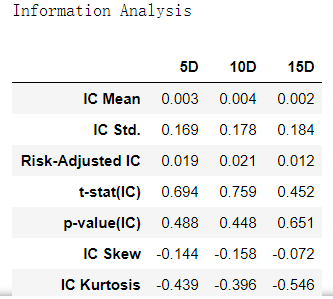 Information Analysis
5D 10D 15D
IC Mean 0.003 0.004 0.002
IC Std. 0.169 0.178 0.184
Risk-Adjusted IC 0.019 0.021 0.012
t-stat(IC) 0.694 0.759 0.452
p-value(IC) 0.488 0.448 0.651
IC Skew -0.144 -0.158 -0.072
IC Kurtosis -0.439 -0.396 -0.546